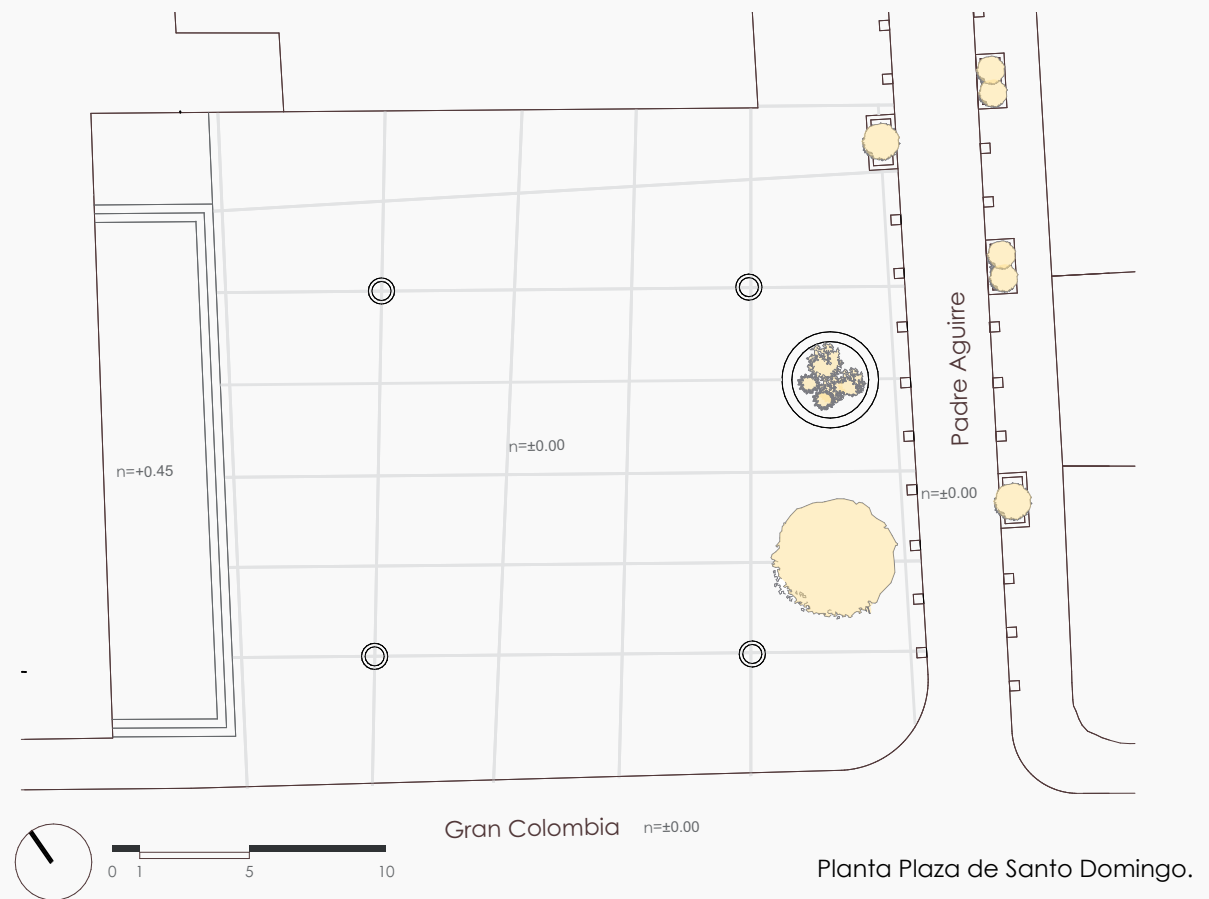 Padre Aguirre
n=±0.00
n=+0.45
n=±0.00
Gran Colombia
n=±0.00
0 1 5 10
Planta Plaza de Santo Domingo.